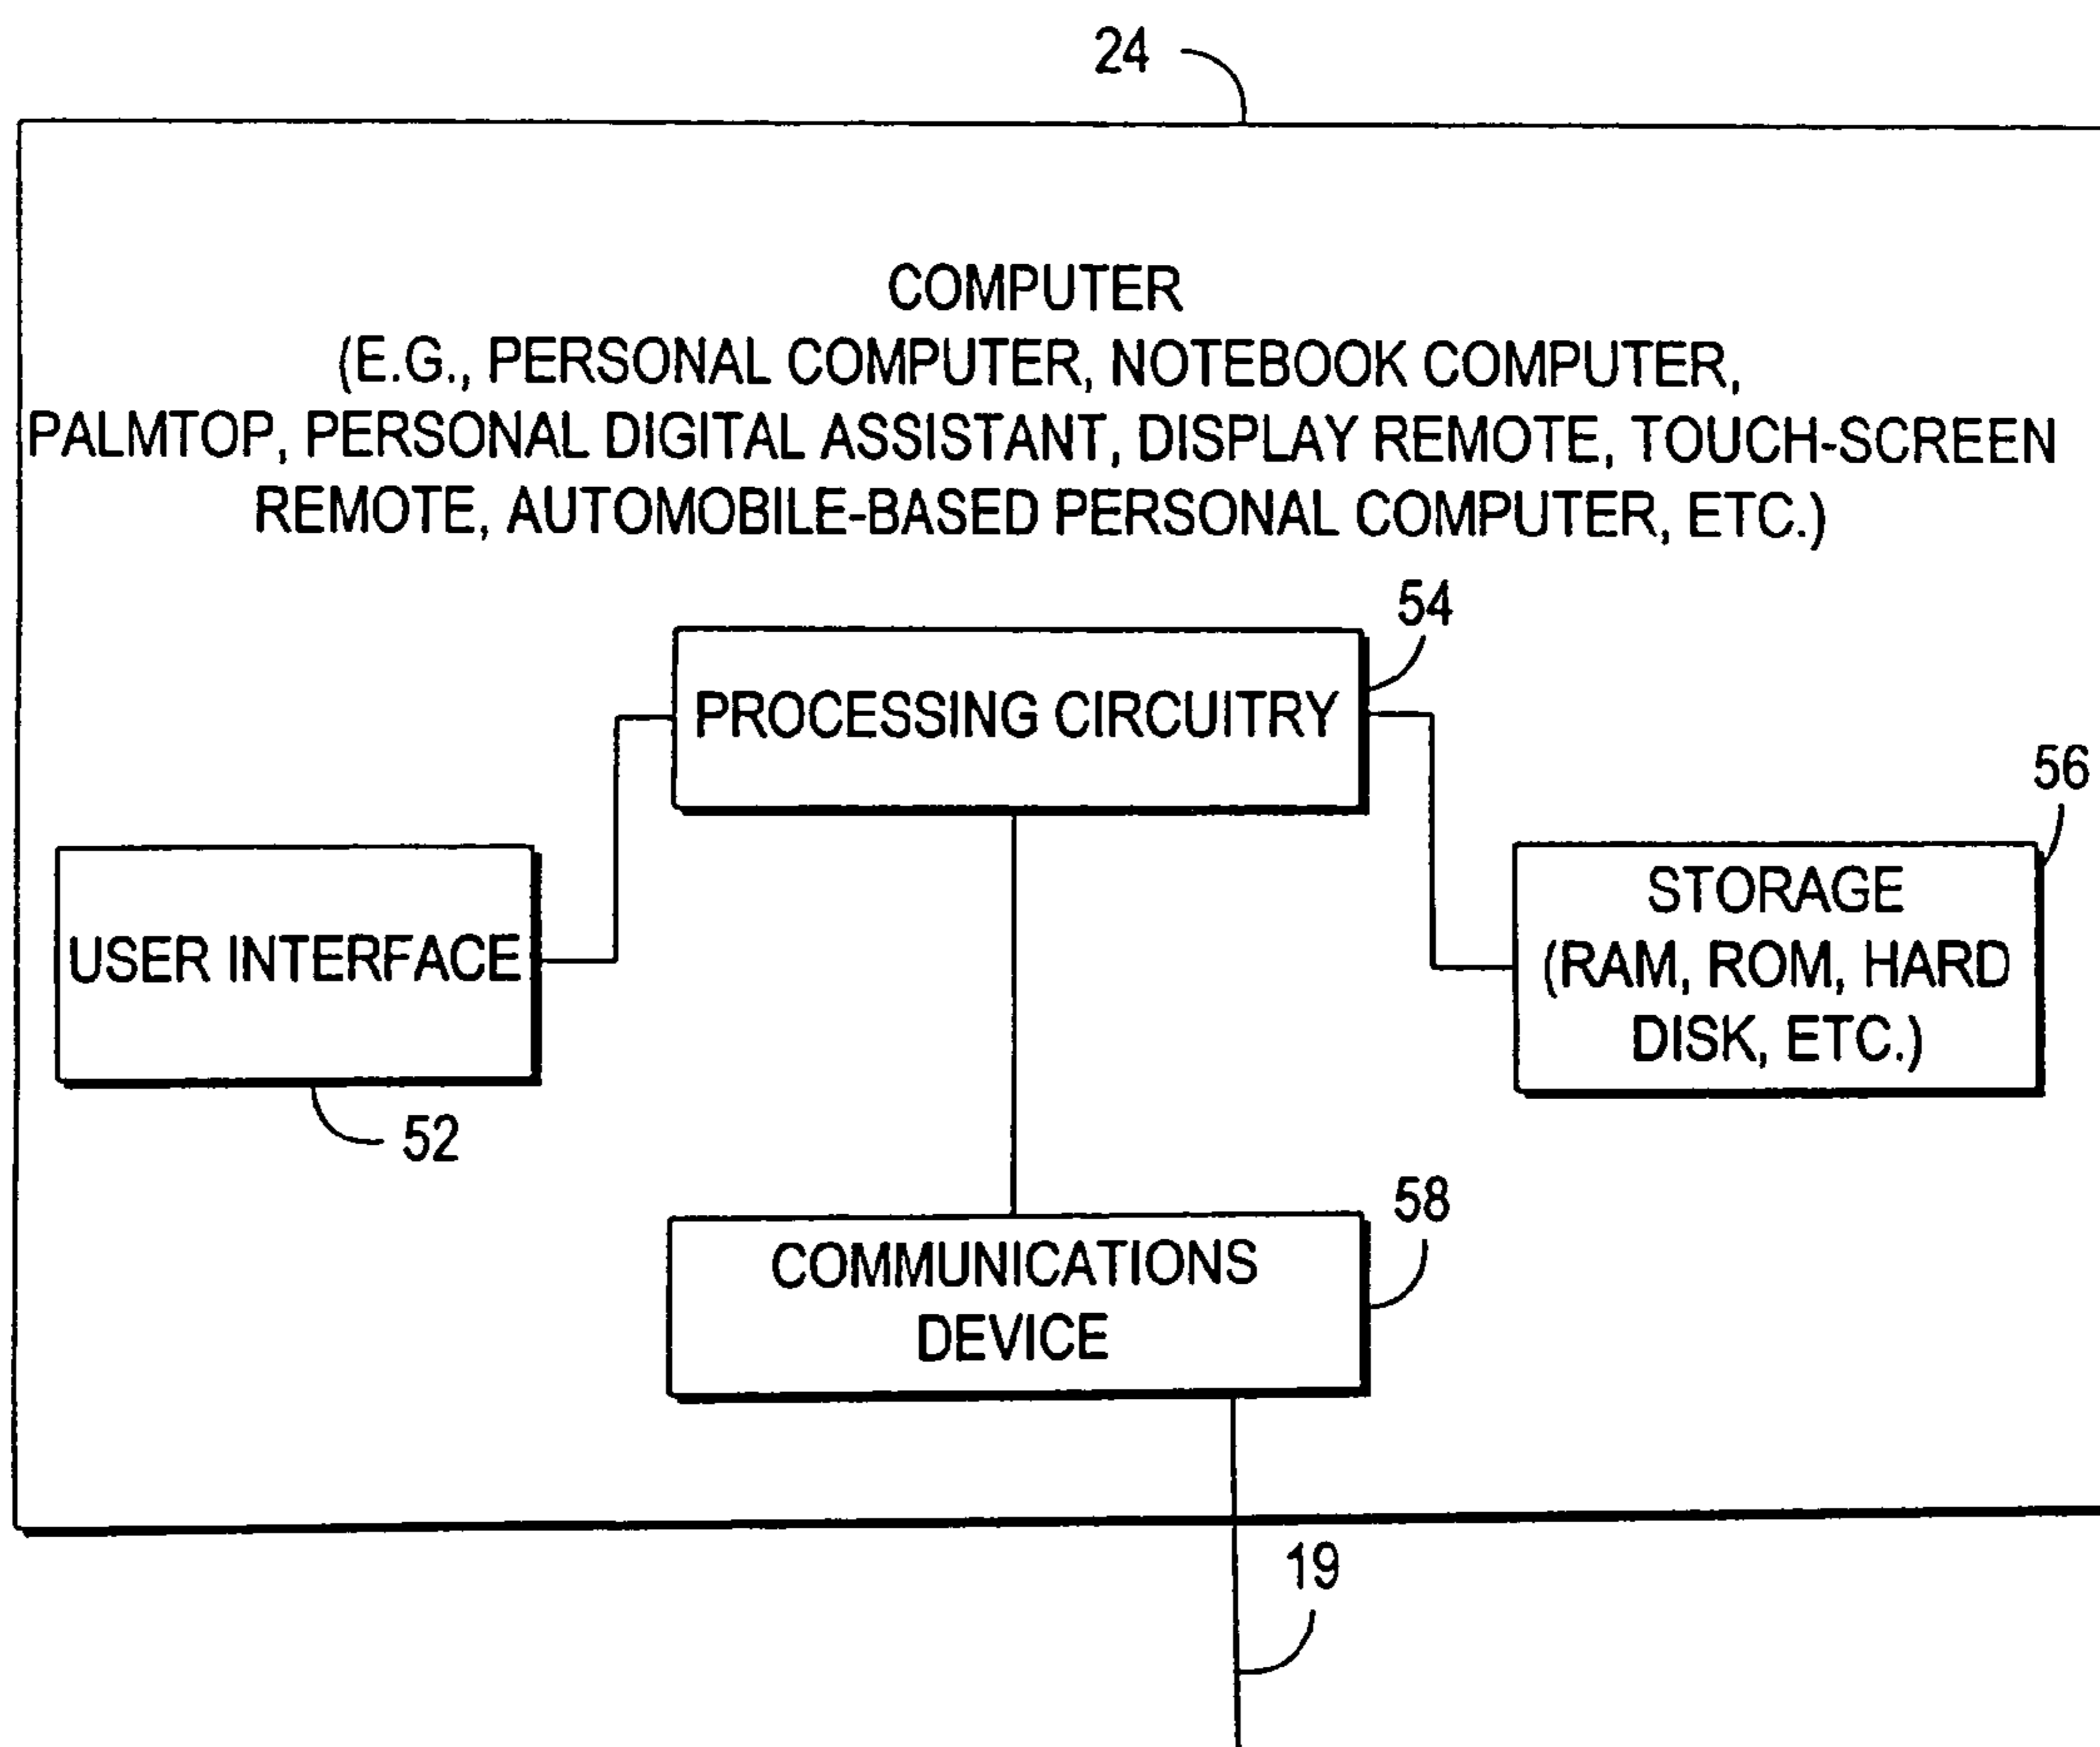 24
COMPUTER
(E.G., PERSONAL COMPUTER, NOTEBOOK COMPUTER,
PALMTOP, PERSONAL DIGITAL ASSISTANT, DISPLAY REMOTE, TOUCH-SCREEN
REMOTE, AUTOMOBILE-BASED PERSONAL COMPUTER, ETC.)
54
PROCESSING CIRCUITRY
56
USER INTERFACE
52
STORAGE
(RAM, ROM, HARD
DISK, ETC.)
58
COMMUNICATIONS
DEVICE
19